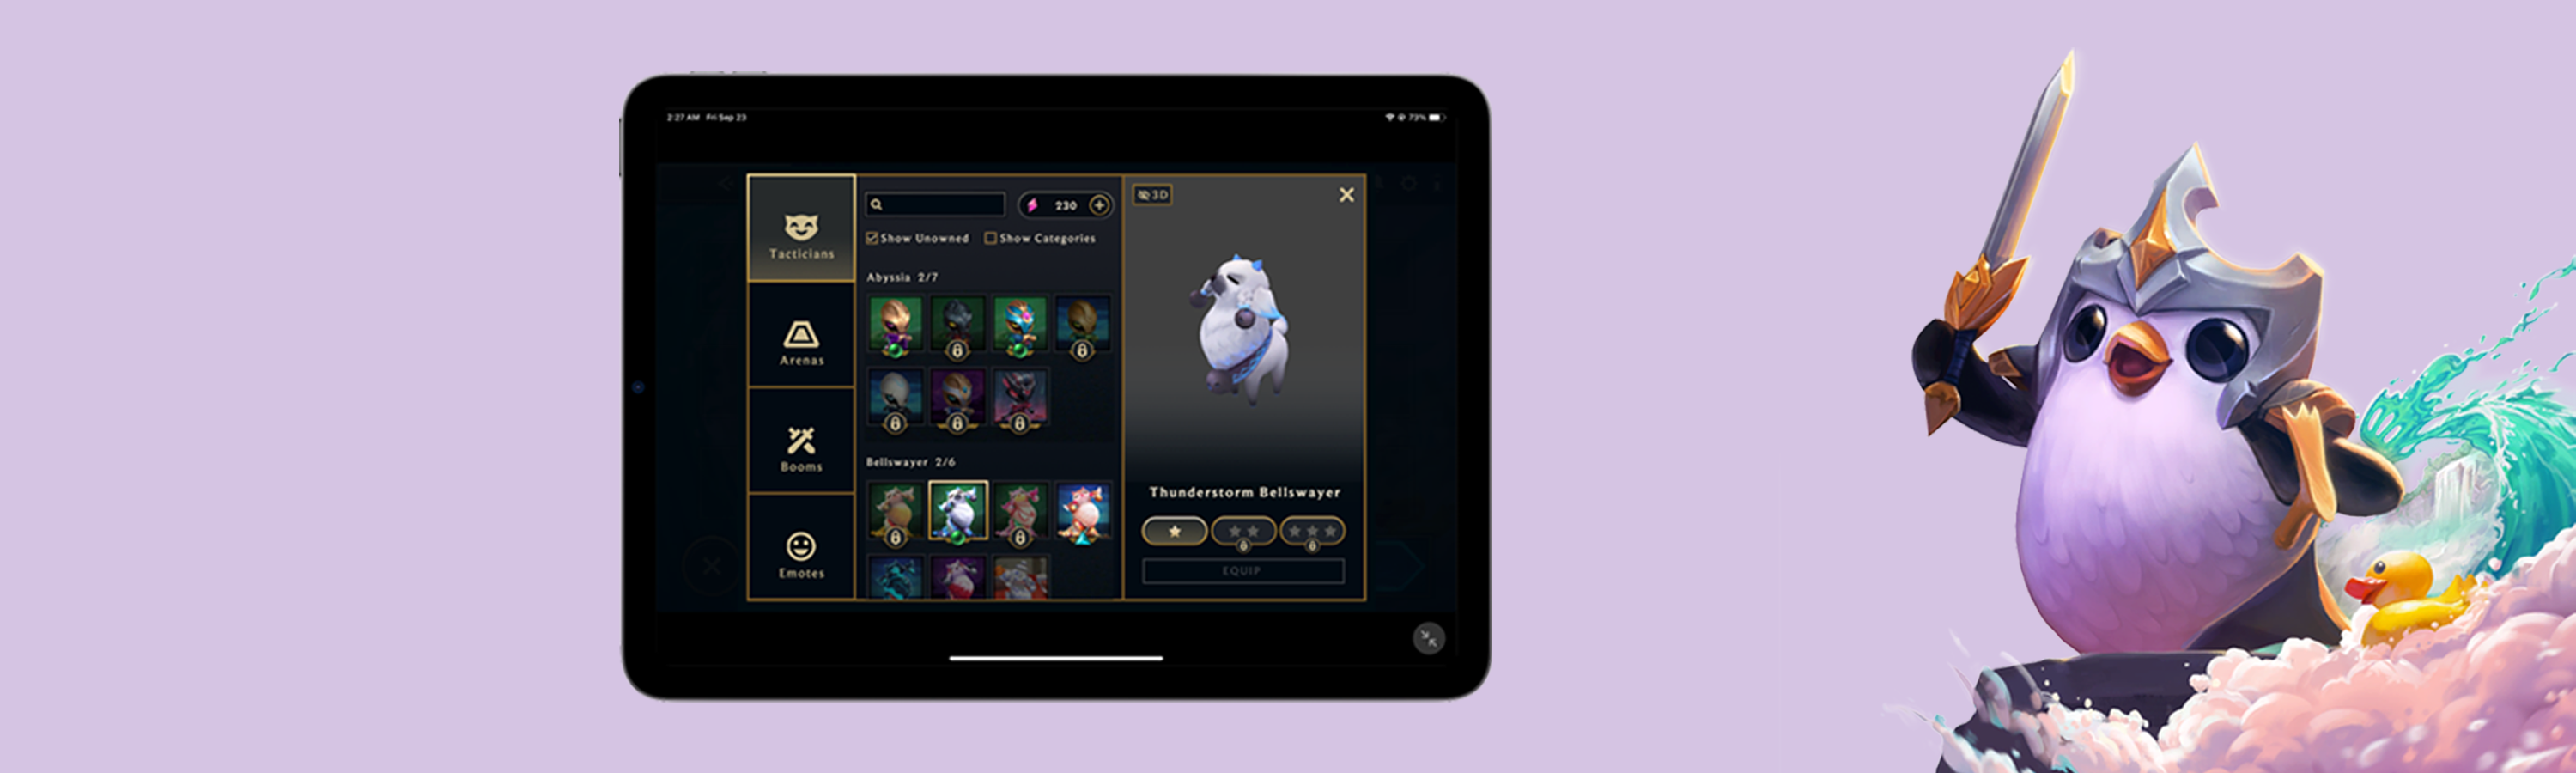 2:27 AM Fri Sep 23
73%
Tacticians
Arenas
Booms
Emotes
230
Show Unowned
Show Categories
Abyssia 2/7
Bellswayer 2/6
3D
Thunderstorm Bellswayer
EQUIP